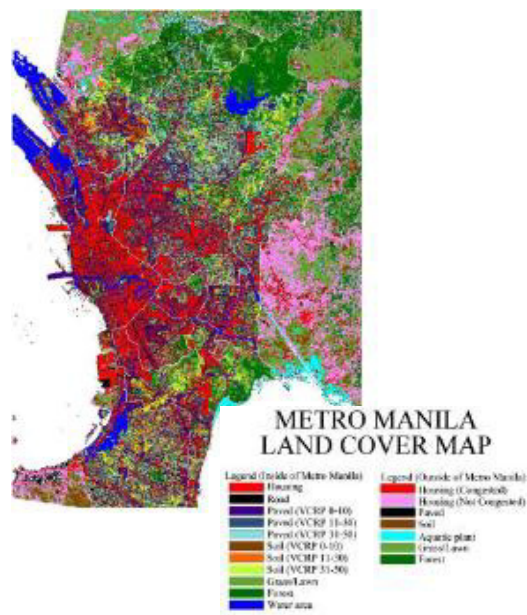 METRO MANILA
LAND COVER MAP
Legend (Inside of Metro Manila)
Housing
Road
Paved (VCRP 0-10)
Paved (VCRP 11-30)
Paved (VCRP 31-50)
Soil (VCRP 0-10)
Soil (VCRP 11-30)
Soil (VCRP 31-50)
Grass/Lawn
Forest
Water area
Legend (Outside of Metro Manila)
Housing (Congested)
Housing (Not Congested)
Paved
Soil
Aquatic plant
Grass/Lawn
Forest